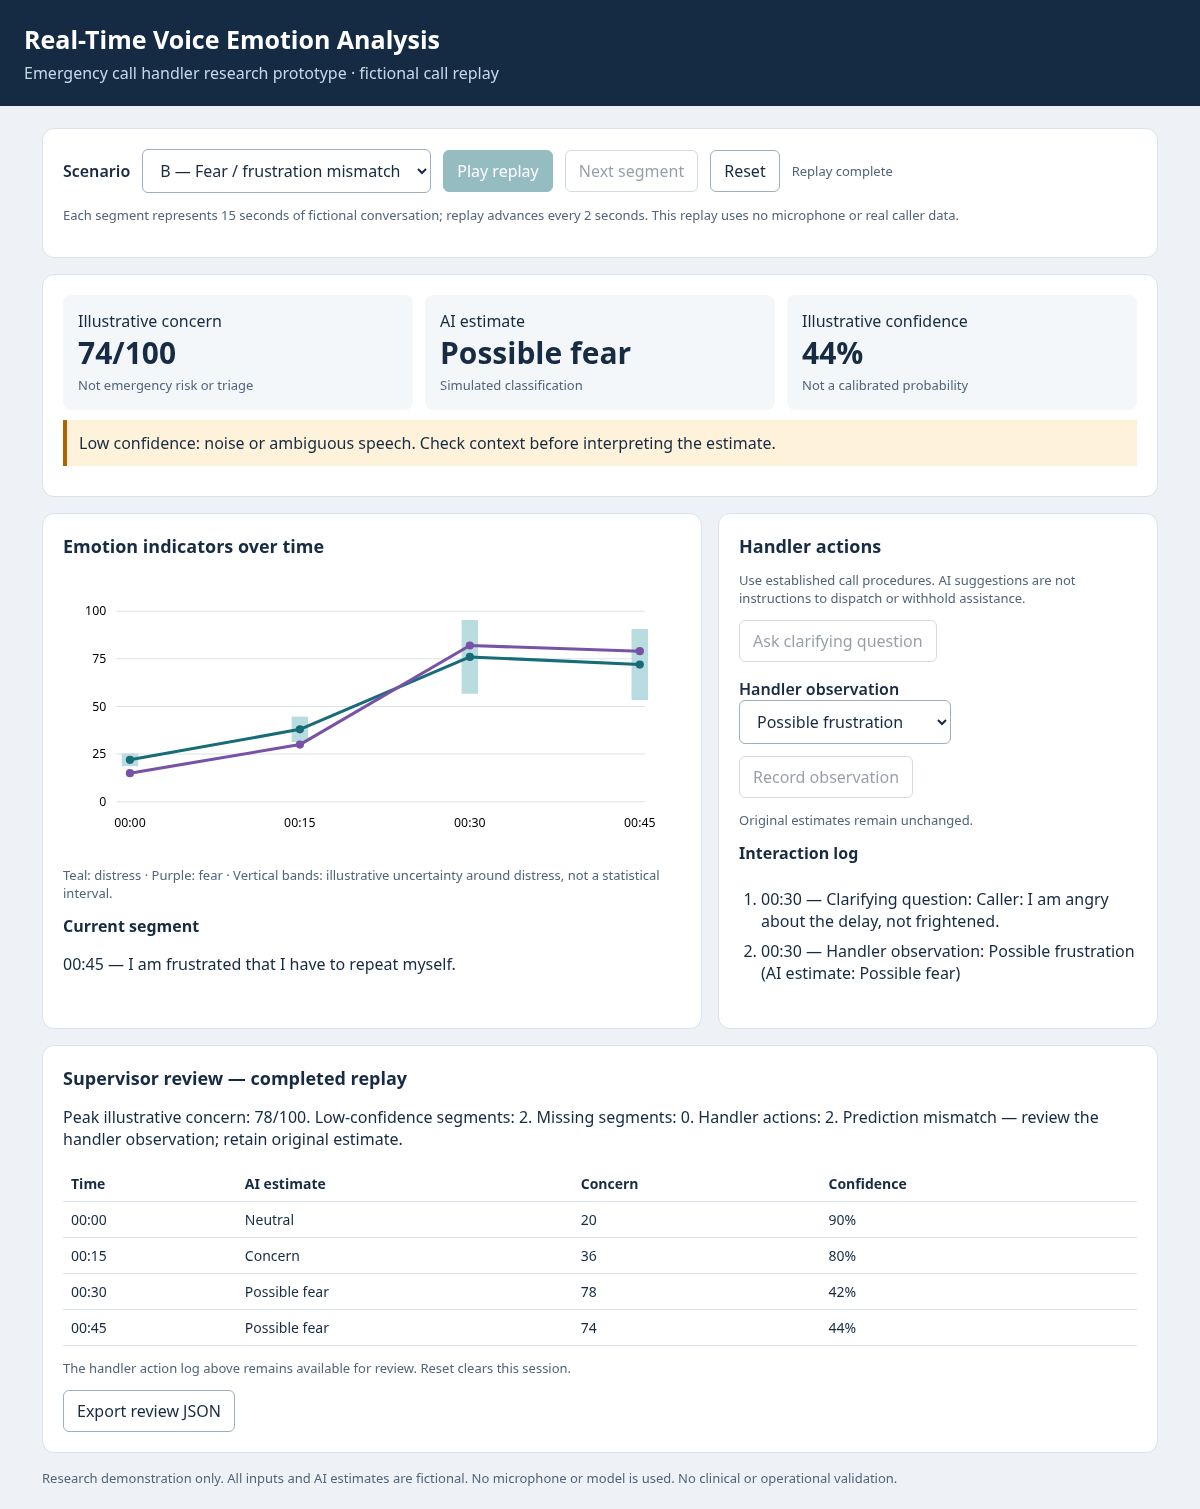 Real-Time Voice Emotion Analysis
Emergency call handler research prototype · fictional call replay
Scenario
B — Fear / frustration mismatch
Play replay
Next segment
Reset
Replay complete
Each segment represents 15 seconds of fictional conversation; replay advances every 2 seconds. This replay uses no microphone or real caller data.
Illustrative concern
74/100
Not emergency risk or triage
AI estimate
Possible fear
Simulated classification
Illustrative confidence
44%
Not a calibrated probability
Low confidence: noise or ambiguous speech. Check context before interpreting the estimate.
Emotion indicators over time
100
75
50
25
0
00:00
00:15
00:30
00:45
Teal: distress · Purple: fear · Vertical bands: illustrative uncertainty around distress, not a statistical
interval.
Current segment
00:45 — I am frustrated that I have to repeat myself.
Handler actions
Use established call procedures. AI suggestions are not
instructions to dispatch or withhold assistance.
Ask clarifying question
Handler observation
Possible frustration
Record observation
Original estimates remain unchanged.
Interaction log
1. 00:30 — Clarifying question: Caller: I am angry
about the delay, not frightened.
2. 00:30 — Handler observation: Possible frustration
(AI estimate: Possible fear)
Supervisor review — completed replay
Peak illustrative concern: 78/100. Low-confidence segments: 2. Missing segments: 0. Handler actions: 2. Prediction mismatch — review the
handler observation; retain original estimate.
Time AI estimate Concern Confidence
00:00 Neutral 20 90%
00:15 Concern 36 80%
00:30 Possible fear 78 42%
00:45 Possible fear 74 44%
The handler action log above remains available for review. Reset clears this session.
Export review JSON
Research demonstration only. All inputs and AI estimates are fictional. No microphone or model is used. No clinical or operational validation.